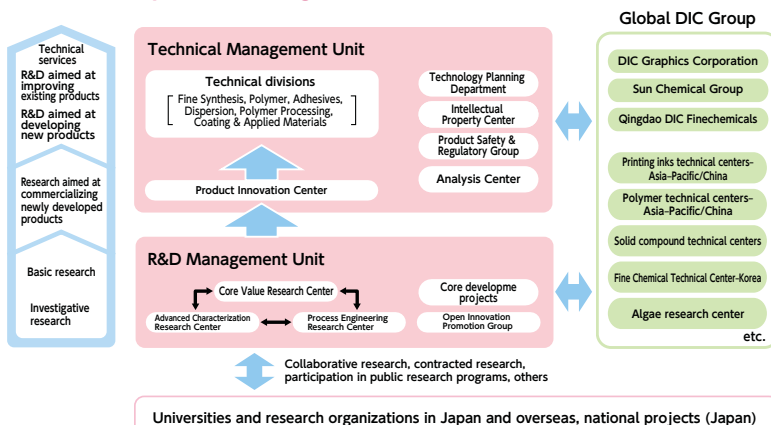 Technical
services
R&D aimed at
improving
existing products
R&D aimed at
developing
new products
Research aimed at
commercializing
newly developed
products
Basic research
Investigative
research
Technical Management Unit
Technical divisions
Fine Synthesis, Polymer, Adhesives,
Dispersion, Polymer Processing,
Coating & Applied Materials
Product Innovation Center
Technology Planning
Department
Intellectual
Property Center
Product Safety &
Regulatory Group
Analysis Center
R&D Management Unit
Core Value Research Center
Advanced Characterization
Research Center
Process Engineering
Research Center
Core developme
projects
Open Innovation
Promotion Group
Global DIC Group
DIC Graphics Corporation
Sun Chemical Group
Qingdao DIC Finechemicals
Printing inks technical centers–
Asia–Pacific/China
Polymer technical centers–
Asia–Pacific/China
Solid compound technical centers
Fine Chemical Technical Center–Korea
Algae research center
etc.
Collaborative research, contracted research,
participation in public research programs, others
Universities and research organizations in Japan and overseas, national projects (Japan)